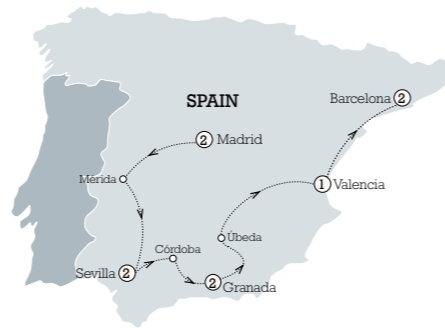 Barcelona 2
SPAIN
2 Madrid
Mérida
1 Valencia
Úbeda
Córdoba
Sevilla 2
2
Granada